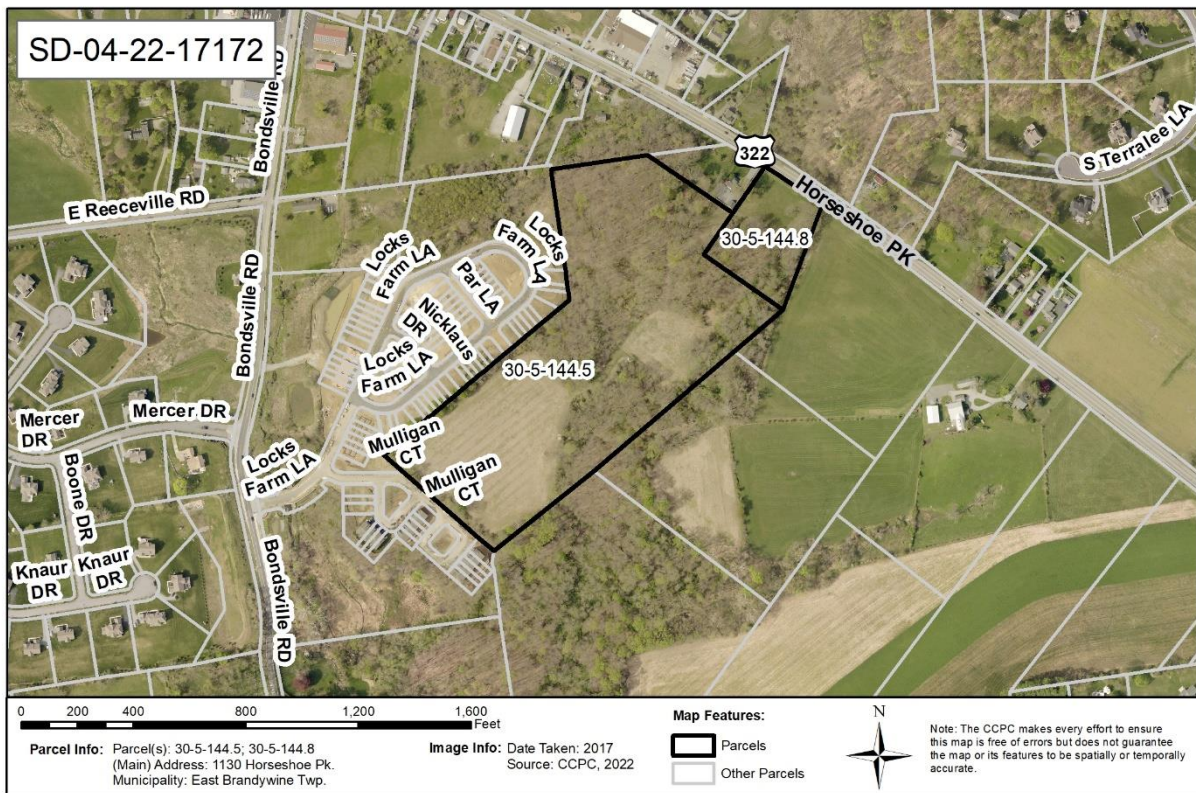 SD-04-22-17172
Bondsville RD
322
S Terralee LA
E Reeceville RD
Horseshoe PK
30-5-144.8
Bondsville RD
Locks
Farm LA
Locks
Farm LA
Par LA
Nicklaus
DR
Locks
Farm LA
30-5-144.5
Mercer
DR
Mercer DR
Boone DR
Locks
Farm LA
Mulligan
CT
Mulligan
CT
Knaur
DR
Knaur
DR
Bondsville RD
0 200 400 800 1,200 1,600
Feet
Parcel Info: Parcel(s): 30-5-144.5; 30-5-144.8
(Main) Address: 1130 Horseshoe Pk.
Municipality: East Brandywine Twp.
Image Info: Date Taken: 2017
Source: CCPC, 2022
Map Features:
Parcels
Other Parcels
N
Note: The CCPC makes every effort to ensure
this map is free of errors but does not guarantee
the map or its features to be spatially or temporally
accurate.